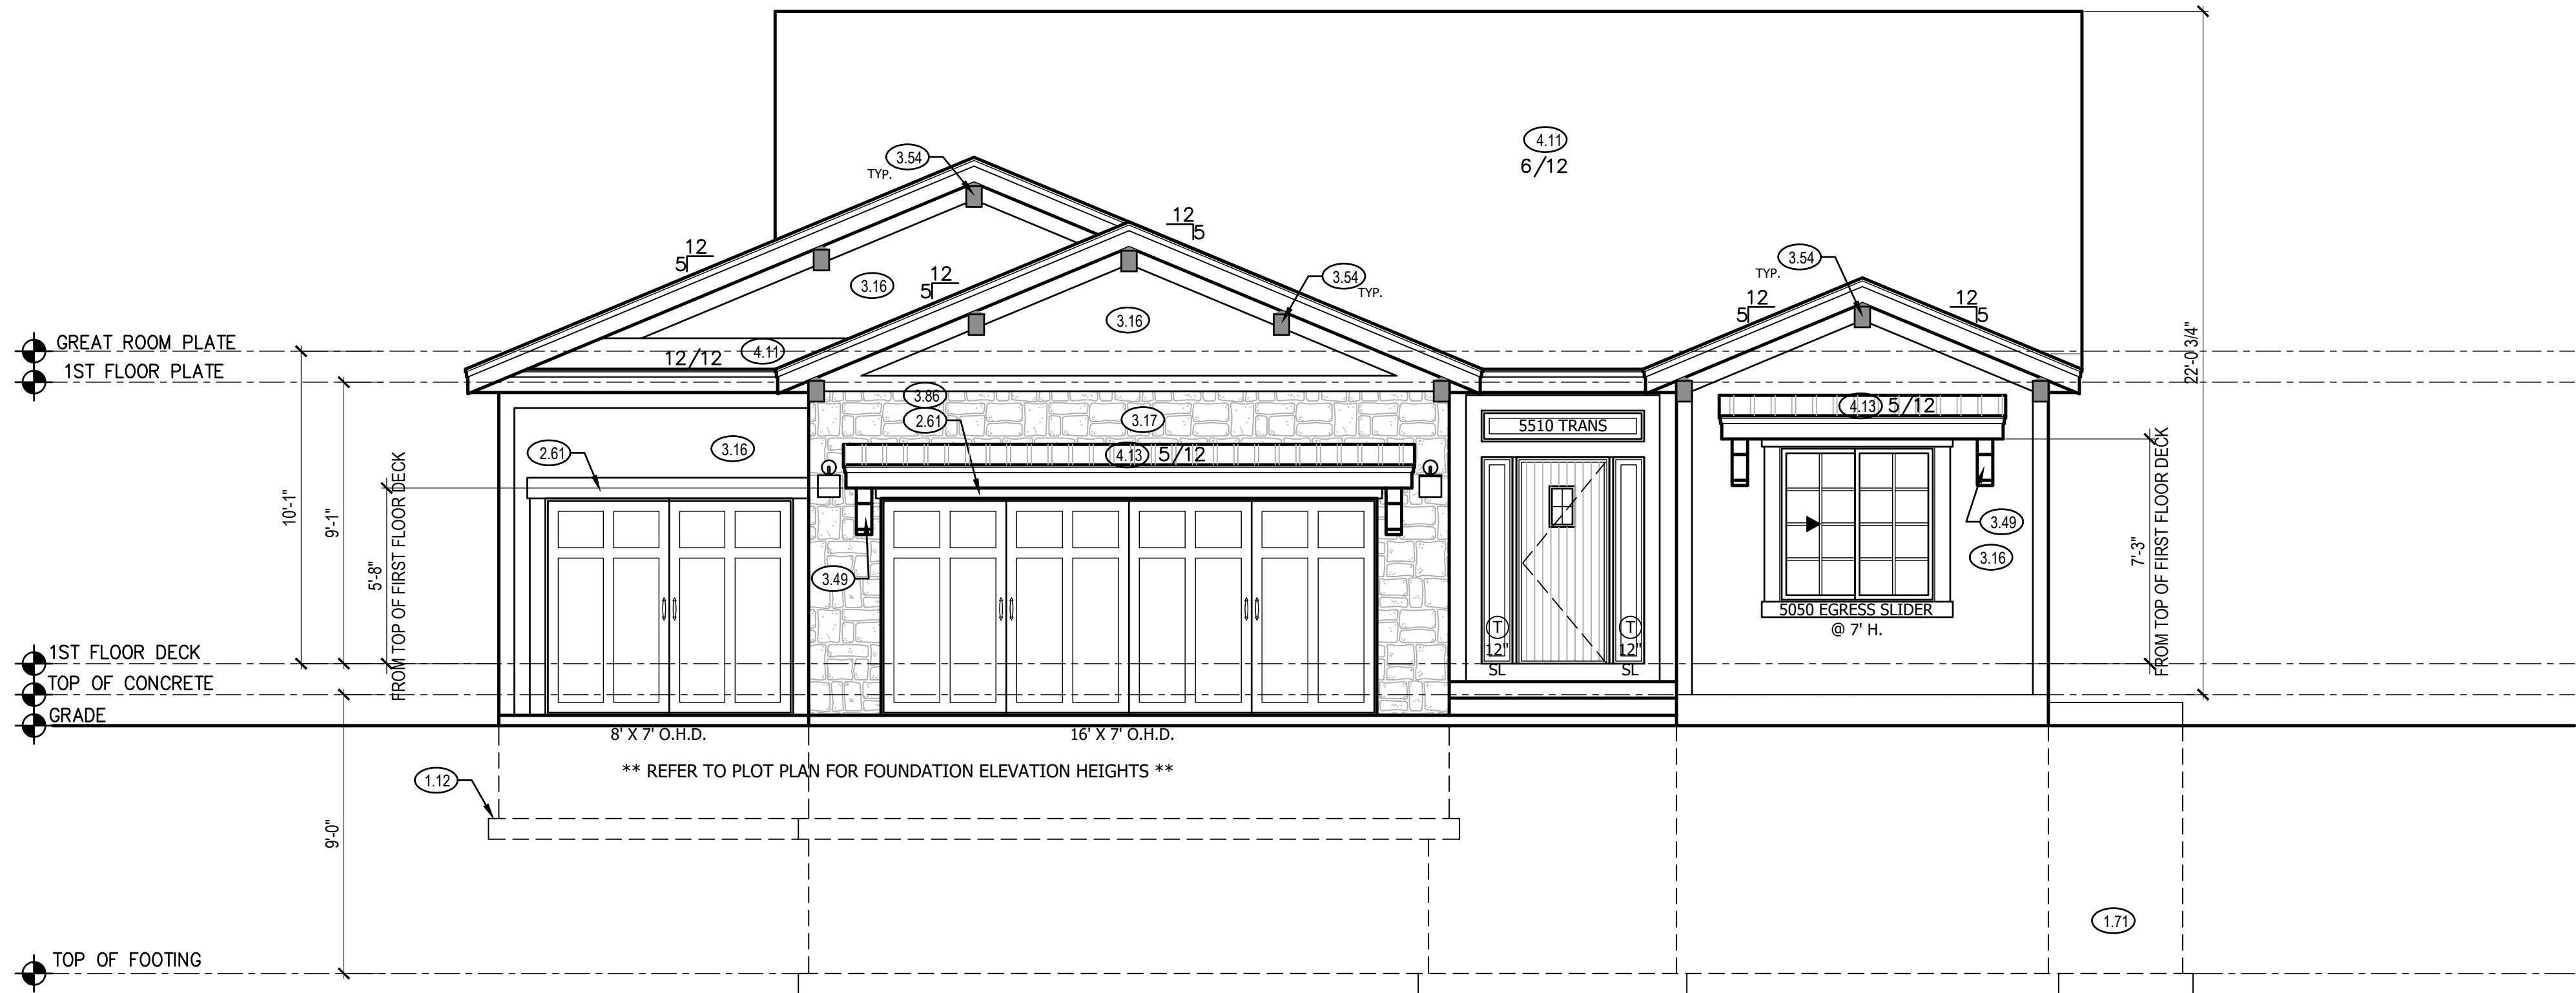 4.11
6/12
3.54
TYP.
12
5
12
5
3.54
TYP.
12
5
3.16
3.54
TYP.
3.16
12
5
12
5
22'-0 3/4"
GREAT ROOM PLATE
1ST FLOOR PLATE
12/12
4.11
3.86
2.61
3.17
4.13 5/12
5510 TRANS
4.13 5/12
2.61
3.16
10'-1"
9'-1"
5'-8"
FROM TOP OF FIRST FLOOR DECK
3.49
3.49
3.16
7'-3"
FROM TOP OF FIRST FLOOR DECK
5050 EGRESS SLIDER
@ 7' H.
T
12"
SL
T
12"
SL
1ST FLOOR DECK
TOP OF CONCRETE
GRADE
8' X 7' O.H.D.
16' X 7' O.H.D.
** REFER TO PLOT PLAN FOR FOUNDATION ELEVATION HEIGHTS **
1.12
9'-0"
1.71
TOP OF FOOTING